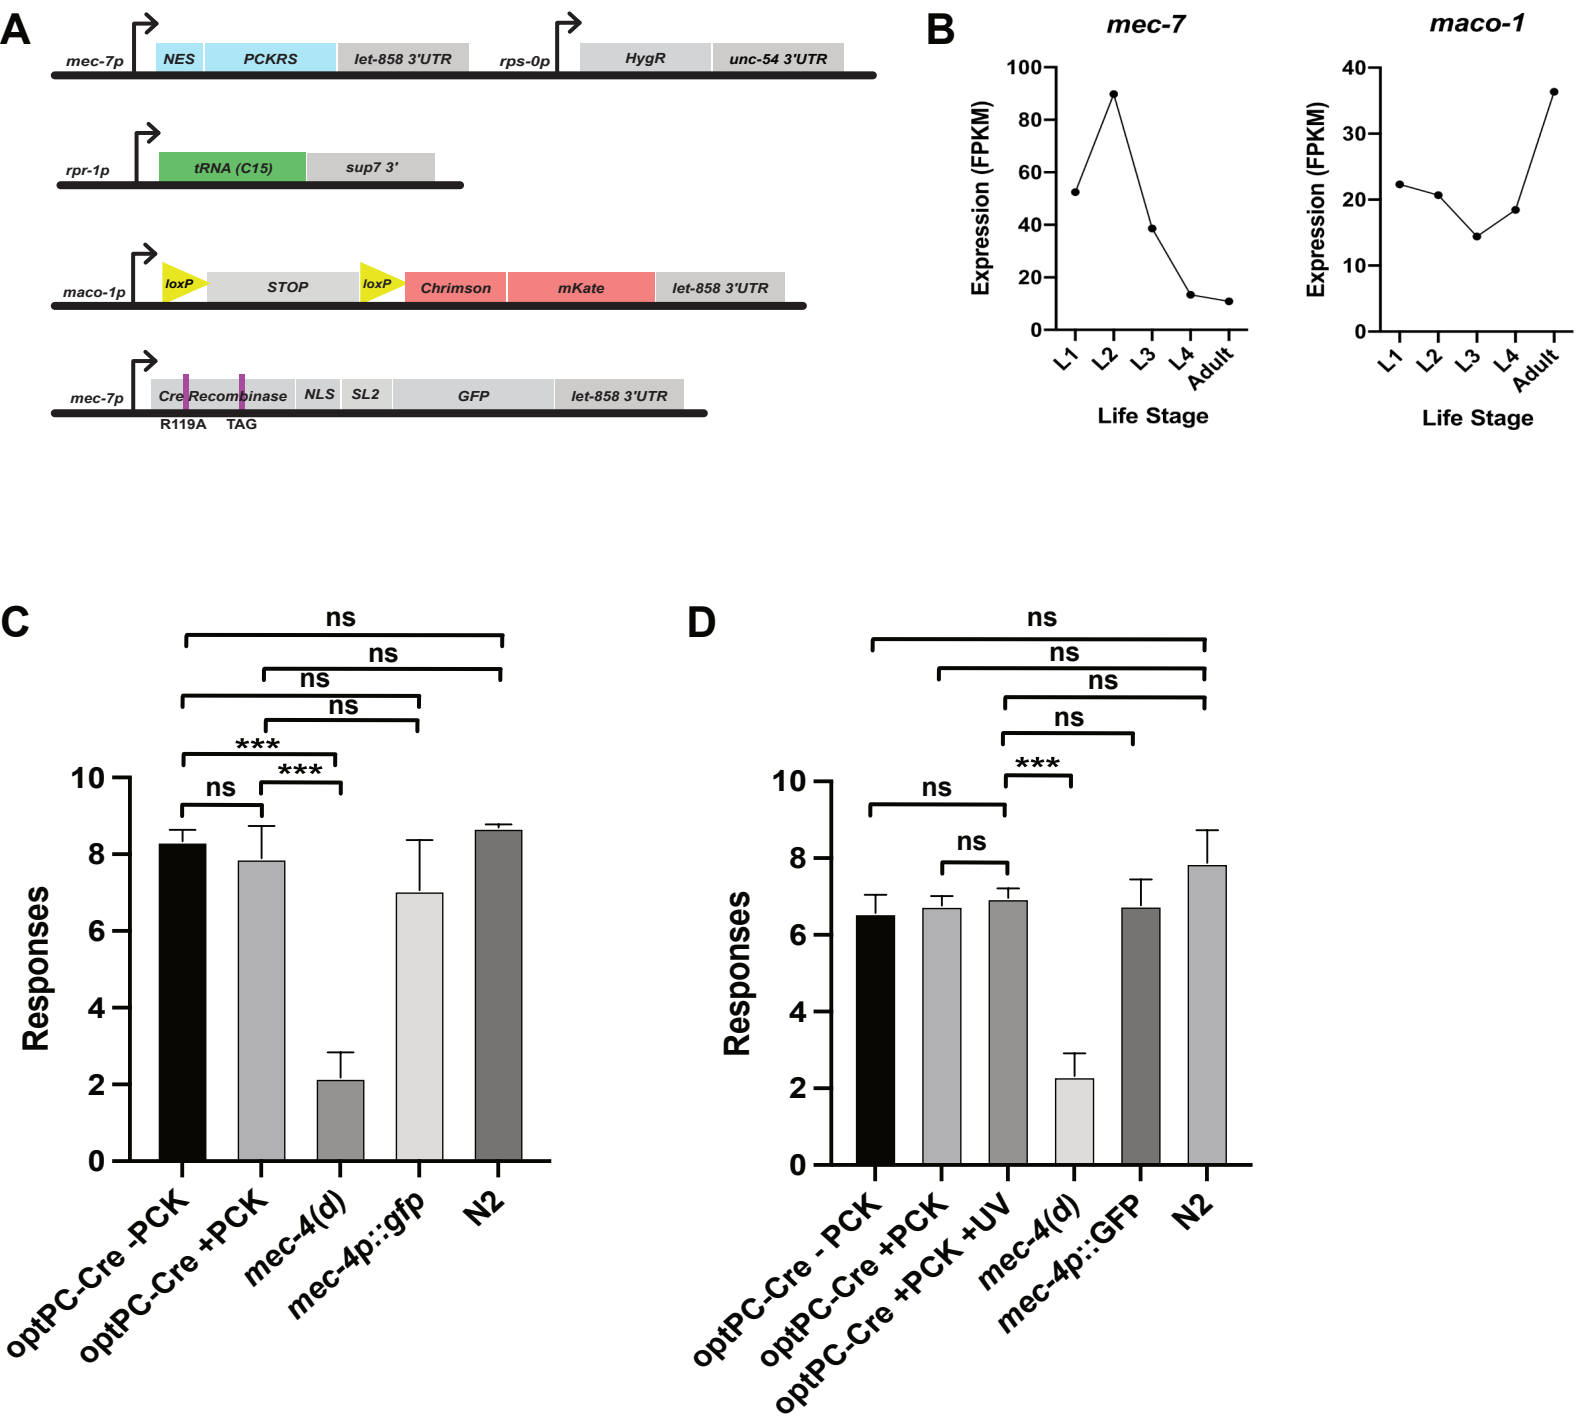 A
mec-7p NES PCKRS let-858 3'UTR rps-0p HygR unc-54 3'UTR
rpr-1p tRNA (C15) sup7 3'
maco-1p loxP STOP loxP Chrimson mKate let-858 3'UTR
mec-7p Cre Recombinase NLS SL2 GFP let-858 3'UTR
R119A TAG
B
mec-7
Expression (FPKM)
100
80
60
40
20
0
L1 L2 L3 L4 Adult
Life Stage
maco-1
Expression (FPKM)
40
30
20
10
0
L1 L2 L3 L4 Adult
Life Stage
C
ns
ns
ns
ns
***
***
ns
Responses
10
8
6
4
2
0
optPC-Cre -PCK
optPC-Cre +PCK
mec-4(d)
mec-4p::gfp
N2
D
ns
ns
ns
ns
***
ns
ns
Responses
10
8
6
4
2
0
optPC-Cre - PCK
optPC-Cre +PCK
optPC-Cre +PCK +UV
mec-4(d)
mec-4p::GFP
N2